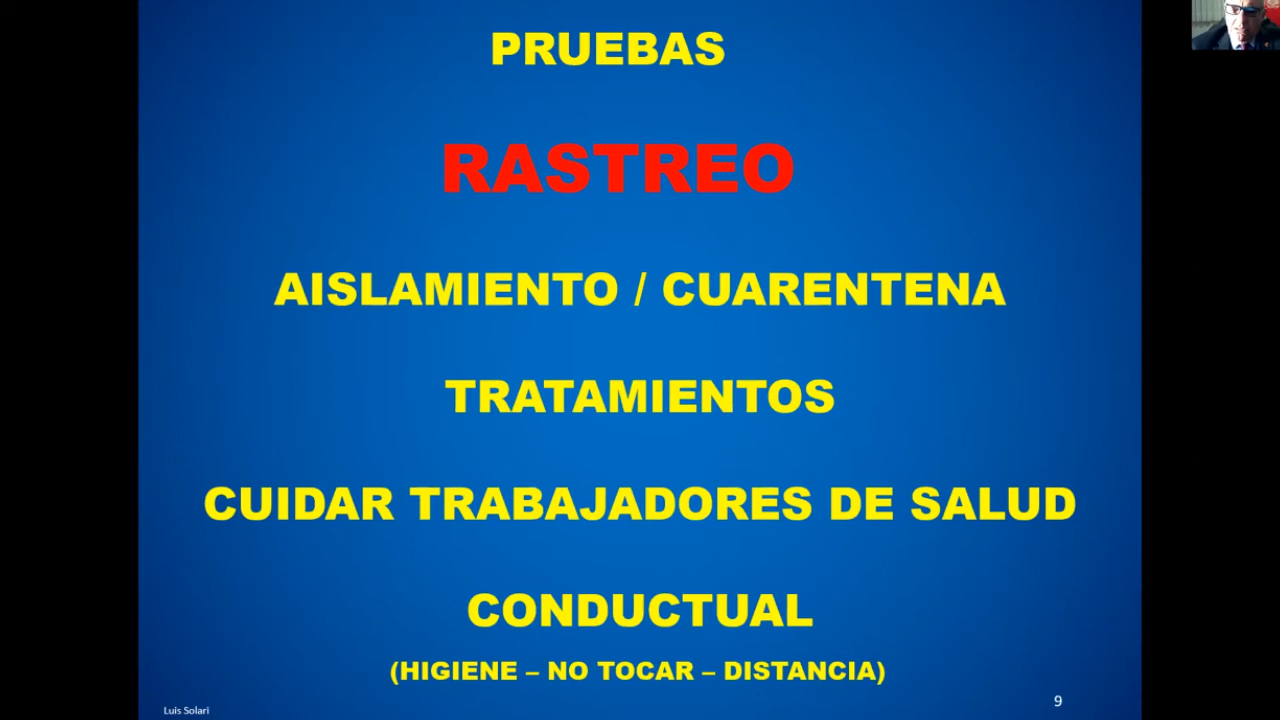 PRUEBAS
RASTREO
AISLAMIENTO / CUARENTENA
TRATAMIENTOS
CUIDAR TRABAJADORES DE SALUD
CONDUCTUAL
(HIGIENE – NO TOCAR – DISTANCIA)
Luis Solari
9